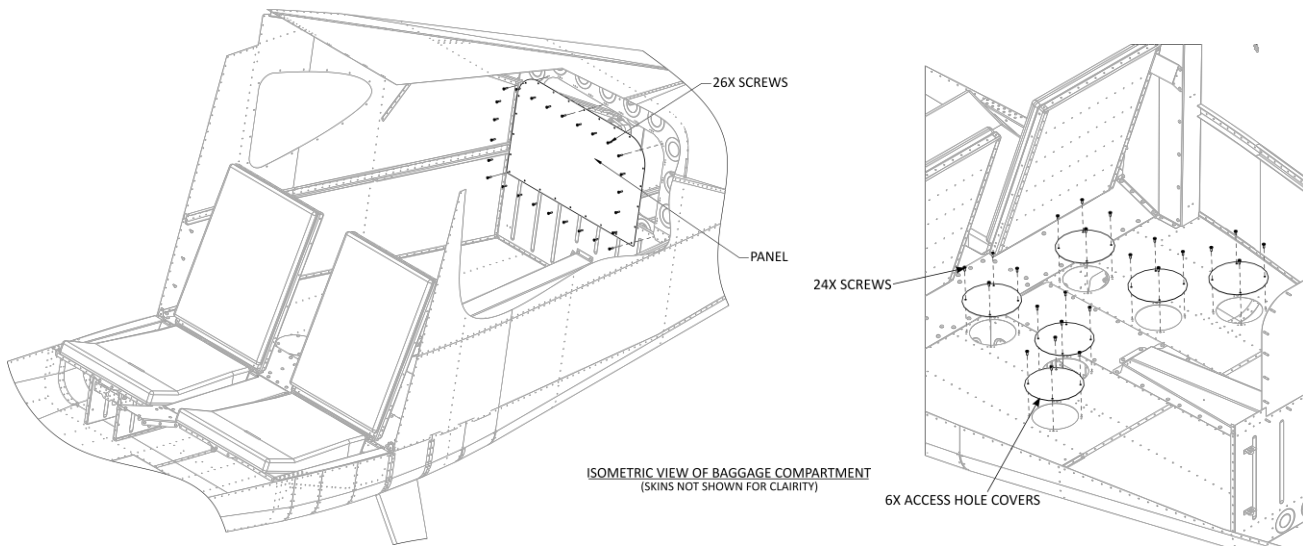 26X SCREWS
PANEL
ISOMETRIC VIEW OF BAGGAGE COMPARTMENT
(SKINS NOT SHOWN FOR CLAIRITY)
24X SCREWS
6X ACCESS HOLE COVERS